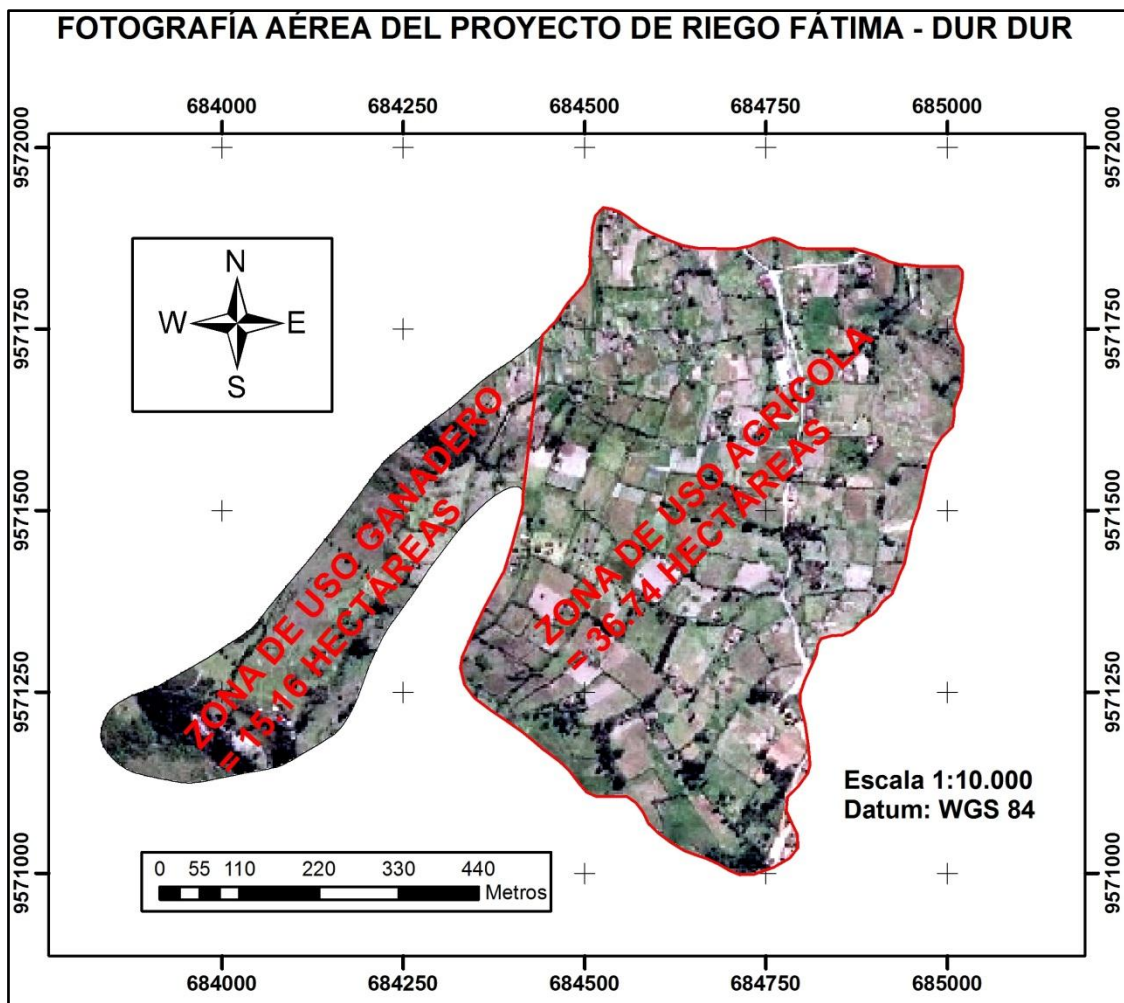 FOTOGRAFÍA AÉREA DEL PROYECTO DE RIEGO FÁTIMA - DUR DUR
684000 684250 684500 684750 685000
9572000 9572000
N
W E
S
9571750 9571750
ZONA DE USO GANADERO
= 15.16 HECTÁREAS
ZONA DE USO AGRÍCOLA
= 36.74 HECTÁREAS
9571500 9571500
9571250 9571250
Escala 1:10.000
Datum: WGS 84
0 55 110 220 330 440
Metros
9571000 9571000
684000 684250 684500 684750 685000